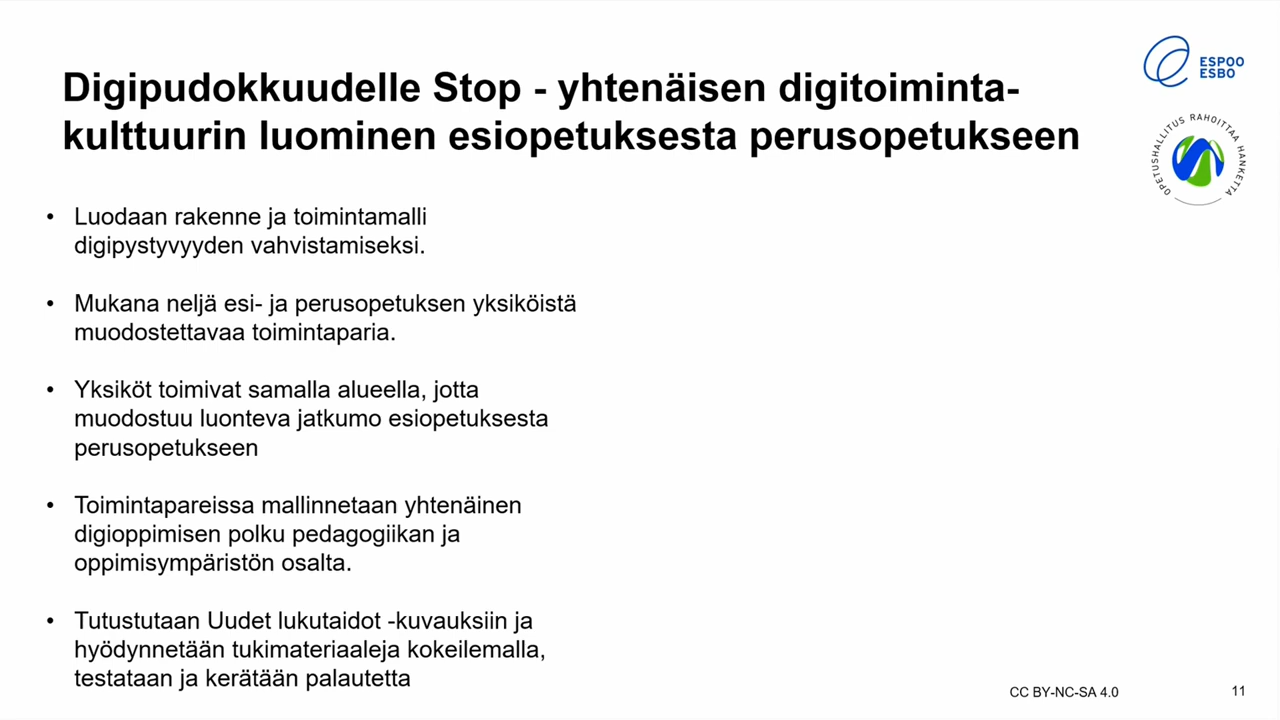 Digipudokkuudelle Stop - yhtenäisen digitoiminta-
kulttuurin luominen esiopetuksesta perusopetukseen
ESPOO
ESBO
OPETUSHALLITUS RAHOITTAA HANKETTA
• Luodaan rakenne ja toimintamalli
digipystyvyyden vahvistamiseksi.
• Mukana neljä esi- ja perusopetuksen yksiköistä
muodostettavaa toimintaparia.
• Yksiköt toimivat samalla alueella, jotta
muodostuu luonteva jatkumo esiopetuksesta
perusopetukseen
• Toimintapareissa mallinnetaan yhtenäinen
digioppimisen polku pedagogiikan ja
oppimisympäristön osalta.
• Tutustutaan Uudet lukutaidot -kuvauksiin ja
hyödynnetään tukimateriaaleja kokeilemalla,
testataan ja kerätään palautetta
CC BY-NC-SA 4.0
11